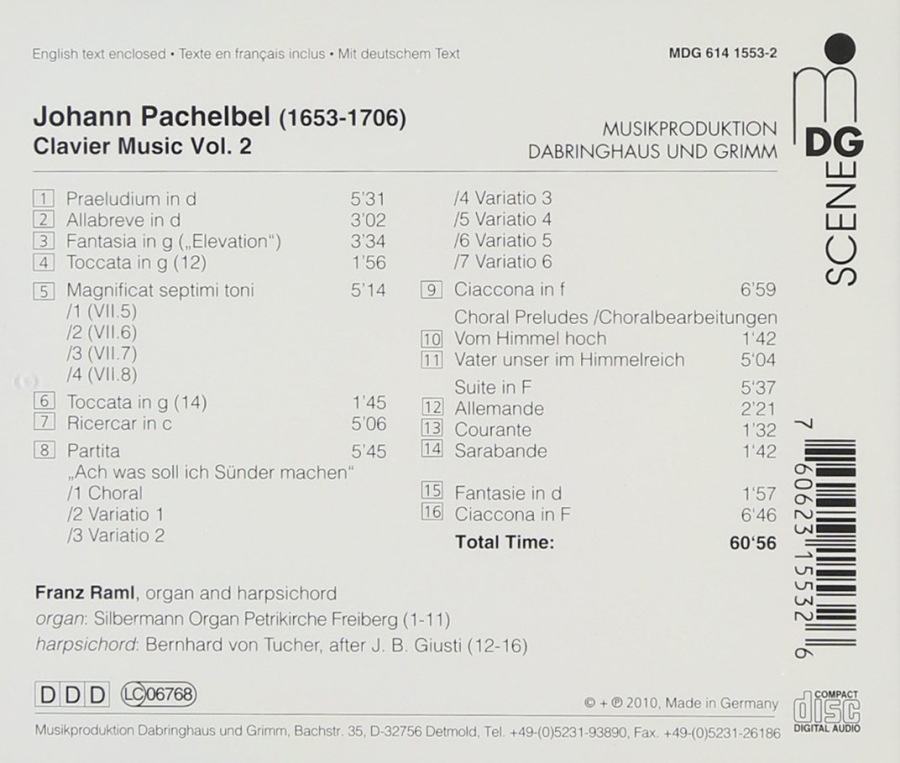 English text enclosed • Texte en français inclus • Mit deutschem Text
MDG 614 1553-2
Johann Pachelbel (1653-1706)
Clavier Music Vol. 2
MUSIKPRODUKTION
DABRINGHAUS UND GRIMM
mDG
SCENE
1 Praeludium in d 5'31
2 Allabreve in d 3'02
3 Fantasia in g („Elevation“) 3'34
4 Toccata in g (12) 1'56
5 Magnificat septimi toni 5'14
/1 (VII.5)
/2 (VII.6)
/3 (VII.7)
/4 (VII.8)
6 Toccata in g (14) 1'45
7 Ricercar in c 5'06
8 Partita 5'45
„Ach was soll ich Sünder machen“
/1 Choral
/2 Variatio 1
/3 Variatio 2
/4 Variatio 3
/5 Variatio 4
/6 Variatio 5
/7 Variatio 6
9 Ciaccona in f 6'59
Choral Preludes /Choralbearbeitungen
10 Vom Himmel hoch 1'42
11 Vater unser im Himmelreich 5'04
Suite in F 5'37
12 Allemande 2'21
13 Courante 1'32
14 Sarabande 1'42
15 Fantasie in d 1'57
16 Ciaccona in F 6'46
Total Time: 60'56
7 60623 15532 6
Franz Raml, organ and harpsichord
organ: Silbermann Organ Petrikirche Freiberg (1-11)
harpsichord: Bernhard von Tucher, after J. B. Giusti (12-16)
DDD LC 06768
© + ℗ 2010, Made in Germany
COMPACT
disc
DIGITAL AUDIO
Musikproduktion Dabringhaus und Grimm, Bachstr. 35, D-32756 Detmold, Tel. +49-(0)5231-93890, Fax. +49-(0)5231-26186